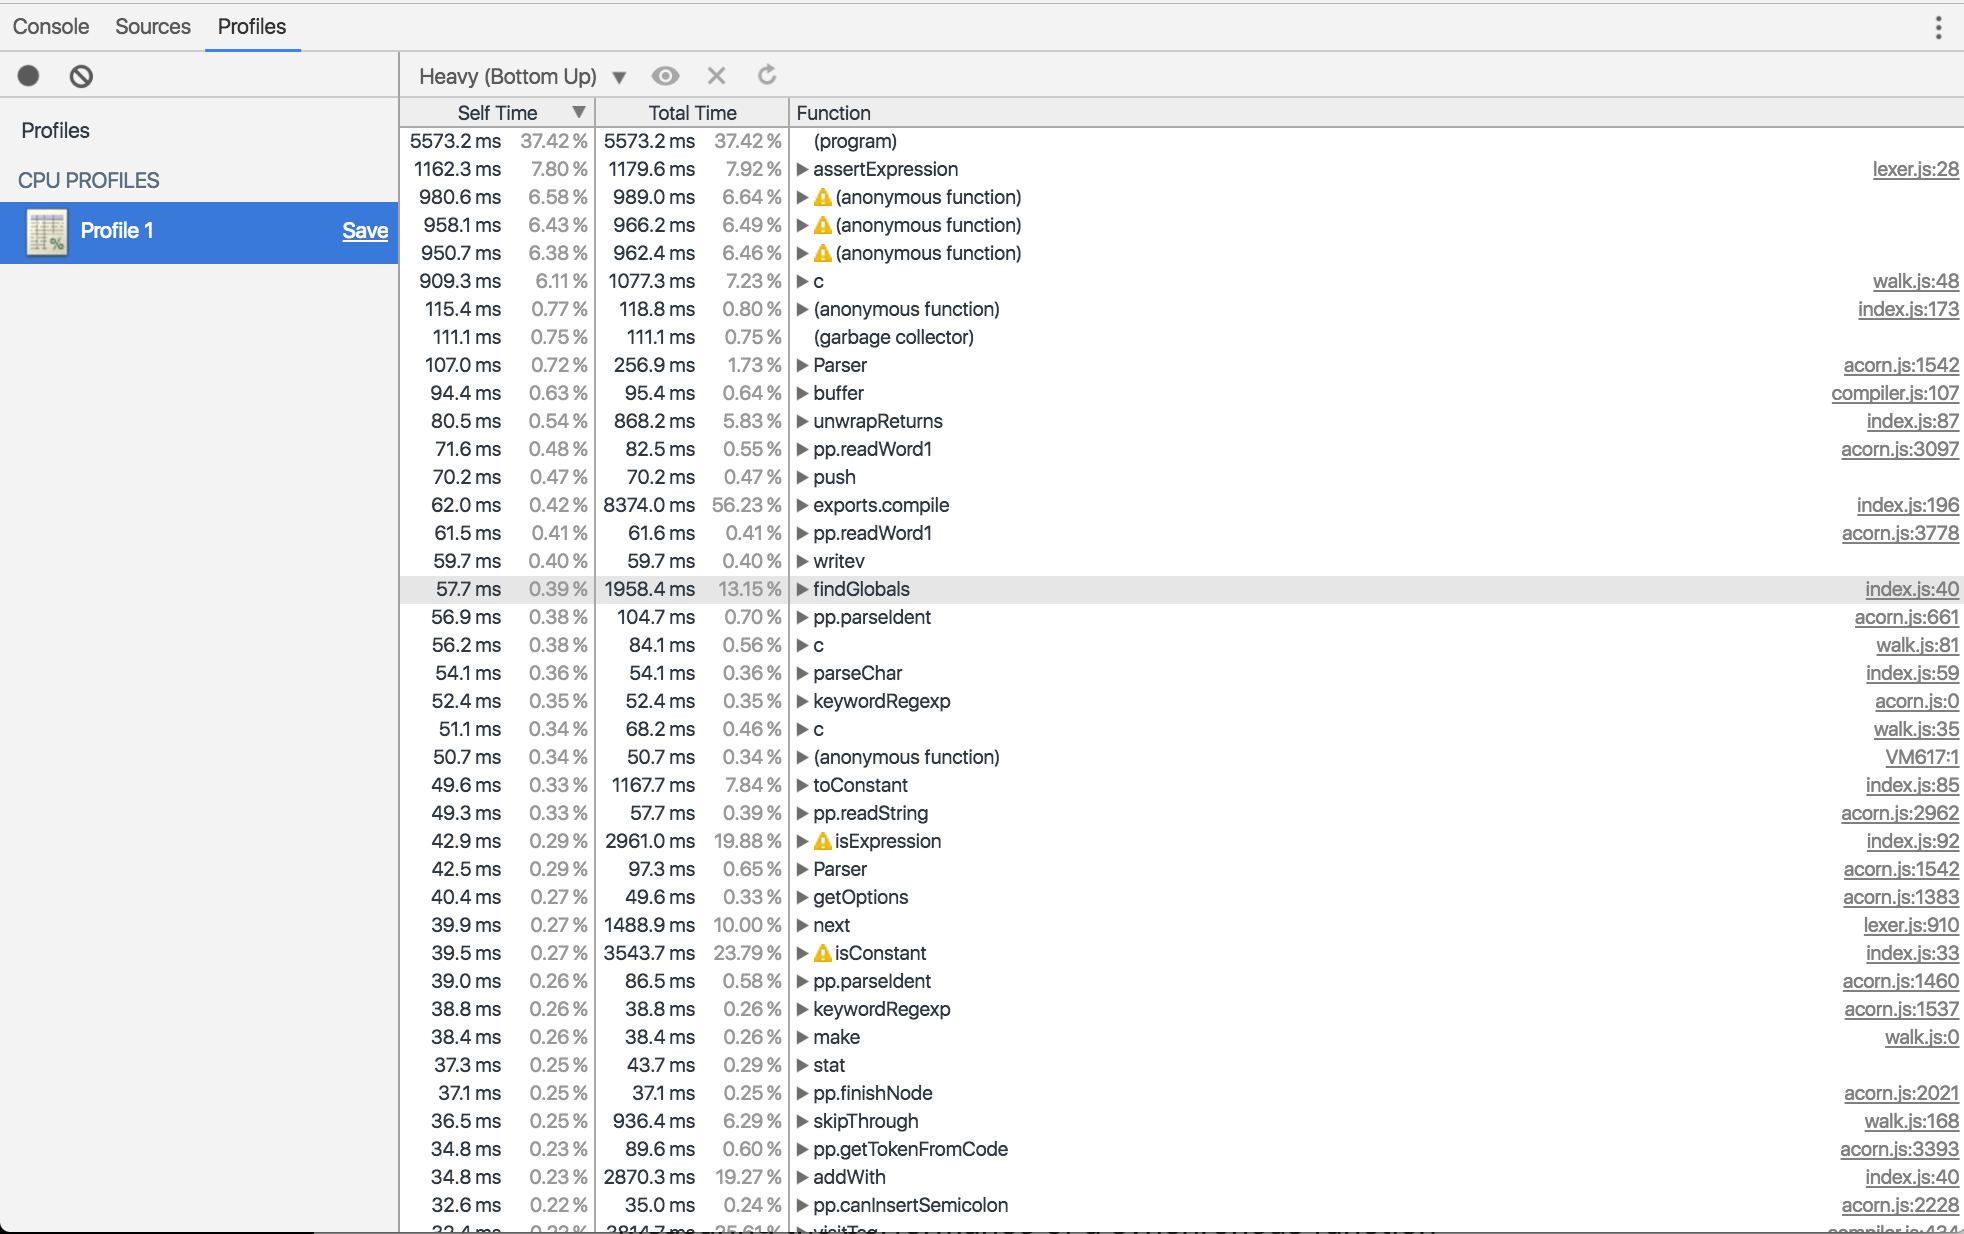 Console Sources Profiles
Heavy (Bottom Up) ▼
Profiles
CPU PROFILES
Profile 1 Save
Self Time ▼ Total Time Function
5573.2 ms 37.42 % 5573.2 ms 37.42 % (program)
1162.3 ms 7.80 % 1179.6 ms 7.92 % assertExpression lexer.js:28
980.6 ms 6.58 % 989.0 ms 6.64 % (anonymous function)
958.1 ms 6.43 % 966.2 ms 6.49 % (anonymous function)
950.7 ms 6.38 % 962.4 ms 6.46 % (anonymous function)
909.3 ms 6.11 % 1077.3 ms 7.23 % c walk.js:48
115.4 ms 0.77 % 118.8 ms 0.80 % (anonymous function) index.js:173
111.1 ms 0.75 % 111.1 ms 0.75 % (garbage collector)
107.0 ms 0.72 % 256.9 ms 1.73 % Parser acorn.js:1542
94.4 ms 0.63 % 95.4 ms 0.64 % buffer compiler.js:107
80.5 ms 0.54 % 868.2 ms 5.83 % unwrapReturns index.js:87
71.6 ms 0.48 % 82.5 ms 0.55 % pp.readWord1 acorn.js:3097
70.2 ms 0.47 % 70.2 ms 0.47 % push
62.0 ms 0.42 % 8374.0 ms 56.23 % exports.compile index.js:196
61.5 ms 0.41 % 61.6 ms 0.41 % pp.readWord1 acorn.js:3778
59.7 ms 0.40 % 59.7 ms 0.40 % writev
57.7 ms 0.39 % 1958.4 ms 13.15 % findGlobals index.js:40
56.9 ms 0.38 % 104.7 ms 0.70 % pp.parseIdent acorn.js:661
56.2 ms 0.38 % 84.1 ms 0.56 % c walk.js:81
54.1 ms 0.36 % 54.1 ms 0.36 % parseChar index.js:59
52.4 ms 0.35 % 52.4 ms 0.35 % keywordRegexp acorn.js:0
51.1 ms 0.34 % 68.2 ms 0.46 % c walk.js:35
50.7 ms 0.34 % 50.7 ms 0.34 % (anonymous function) VM617:1
49.6 ms 0.33 % 1167.7 ms 7.84 % toConstant index.js:85
49.3 ms 0.33 % 57.7 ms 0.39 % pp.readString acorn.js:2962
42.9 ms 0.29 % 2961.0 ms 19.88 % isExpression index.js:92
42.5 ms 0.29 % 97.3 ms 0.65 % Parser acorn.js:1542
40.4 ms 0.27 % 49.6 ms 0.33 % getOptions acorn.js:1383
39.9 ms 0.27 % 1488.9 ms 10.00 % next lexer.js:910
39.5 ms 0.27 % 3543.7 ms 23.79 % isConstant index.js:33
39.0 ms 0.26 % 86.5 ms 0.58 % pp.parseIdent acorn.js:1460
38.8 ms 0.26 % 38.8 ms 0.26 % keywordRegexp acorn.js:1537
38.4 ms 0.26 % 38.4 ms 0.26 % make walk.js:0
37.3 ms 0.25 % 43.7 ms 0.29 % stat
37.1 ms 0.25 % 37.1 ms 0.25 % pp.finishNode acorn.js:2021
36.5 ms 0.25 % 936.4 ms 6.29 % skipThrough walk.js:168
34.8 ms 0.23 % 89.6 ms 0.60 % pp.getTokenFromCode acorn.js:3393
34.8 ms 0.23 % 2870.3 ms 19.27 % addWith index.js:40
32.6 ms 0.22 % 35.0 ms 0.24 % pp.canInsertSemicolon acorn.js:2228
32.4 ms 0.22 % 3814.7 ms 25.61 % visitTag compiler.js:434